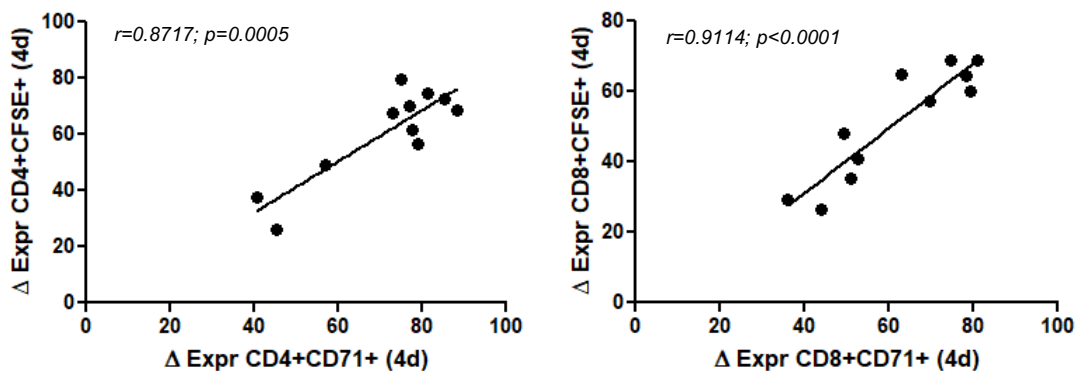 r=0.8717; p=0.0005
Δ Expr CD4+CFSE+ (4d)
100
80
60
40
20
0
0 20 40 60 80 100
Δ Expr CD4+CD71+ (4d)
r=0.9114; p<0.0001
Δ Expr CD8+CFSE+ (4d)
80
60
40
20
0
0 20 40 60 80 100
Δ Expr CD8+CD71+ (4d)